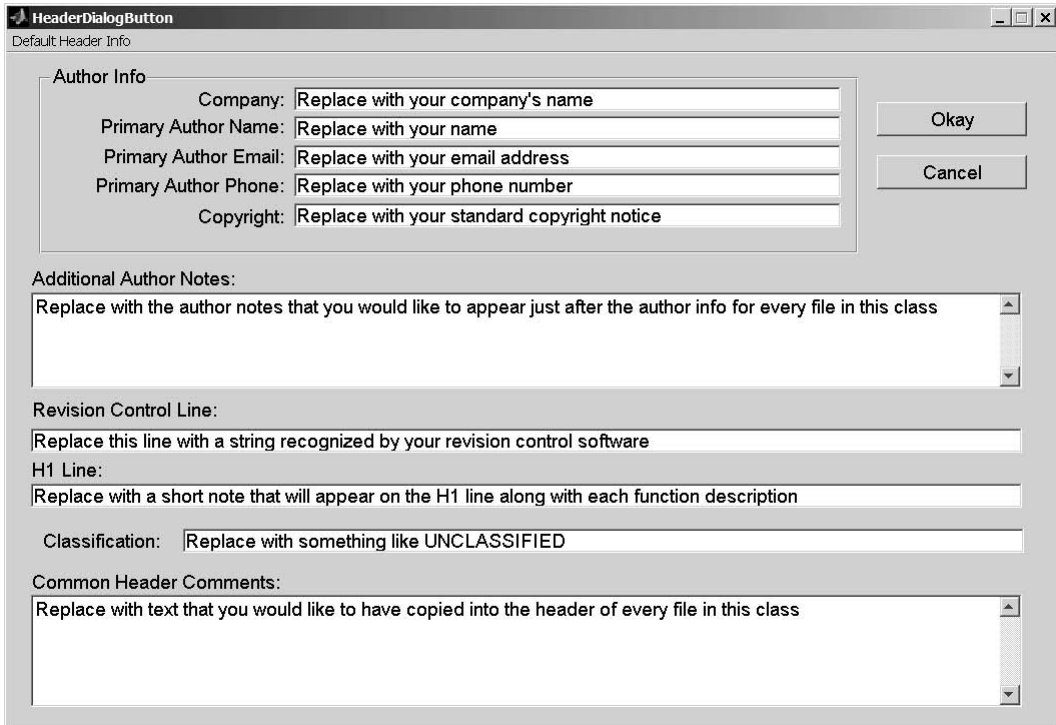 HeaderDialogButton
Default Header Info
Author Info
Company: Replace with your company's name
Primary Author Name: Replace with your name
Primary Author Email: Replace with your email address
Primary Author Phone: Replace with your phone number
Copyright: Replace with your standard copyright notice
Okay
Cancel
Additional Author Notes:
Replace with the author notes that you would like to appear just after the author info for every file in this class
Revision Control Line:
Replace this line with a string recognized by your revision control software
H1 Line:
Replace with a short note that will appear on the H1 line along with each function description
Classification: Replace with something like UNCLASSIFIED
Common Header Comments:
Replace with text that you would like to have copied into the header of every file in this class